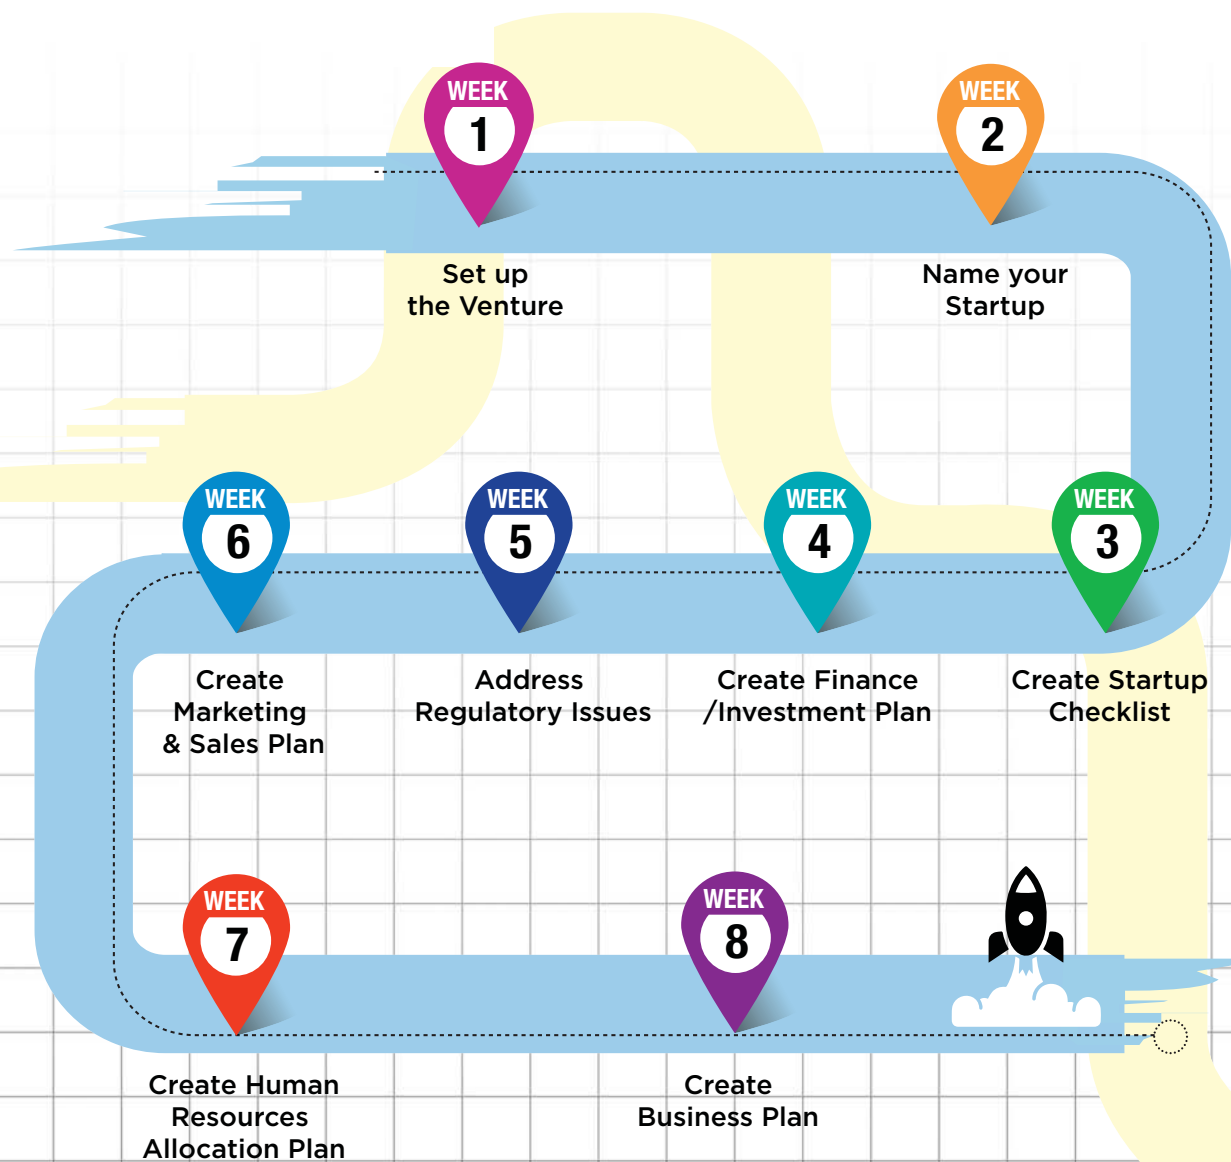 WEEK
1
Set up
the Venture
WEEK
2
Name your
Startup
WEEK
3
Create Startup
Checklist
WEEK
4
Create Finance
/Investment Plan
WEEK
5
Address
Regulatory Issues
WEEK
6
Create
Marketing
& Sales Plan
WEEK
7
Create Human
Resources
Allocation Plan
WEEK
8
Create
Business Plan